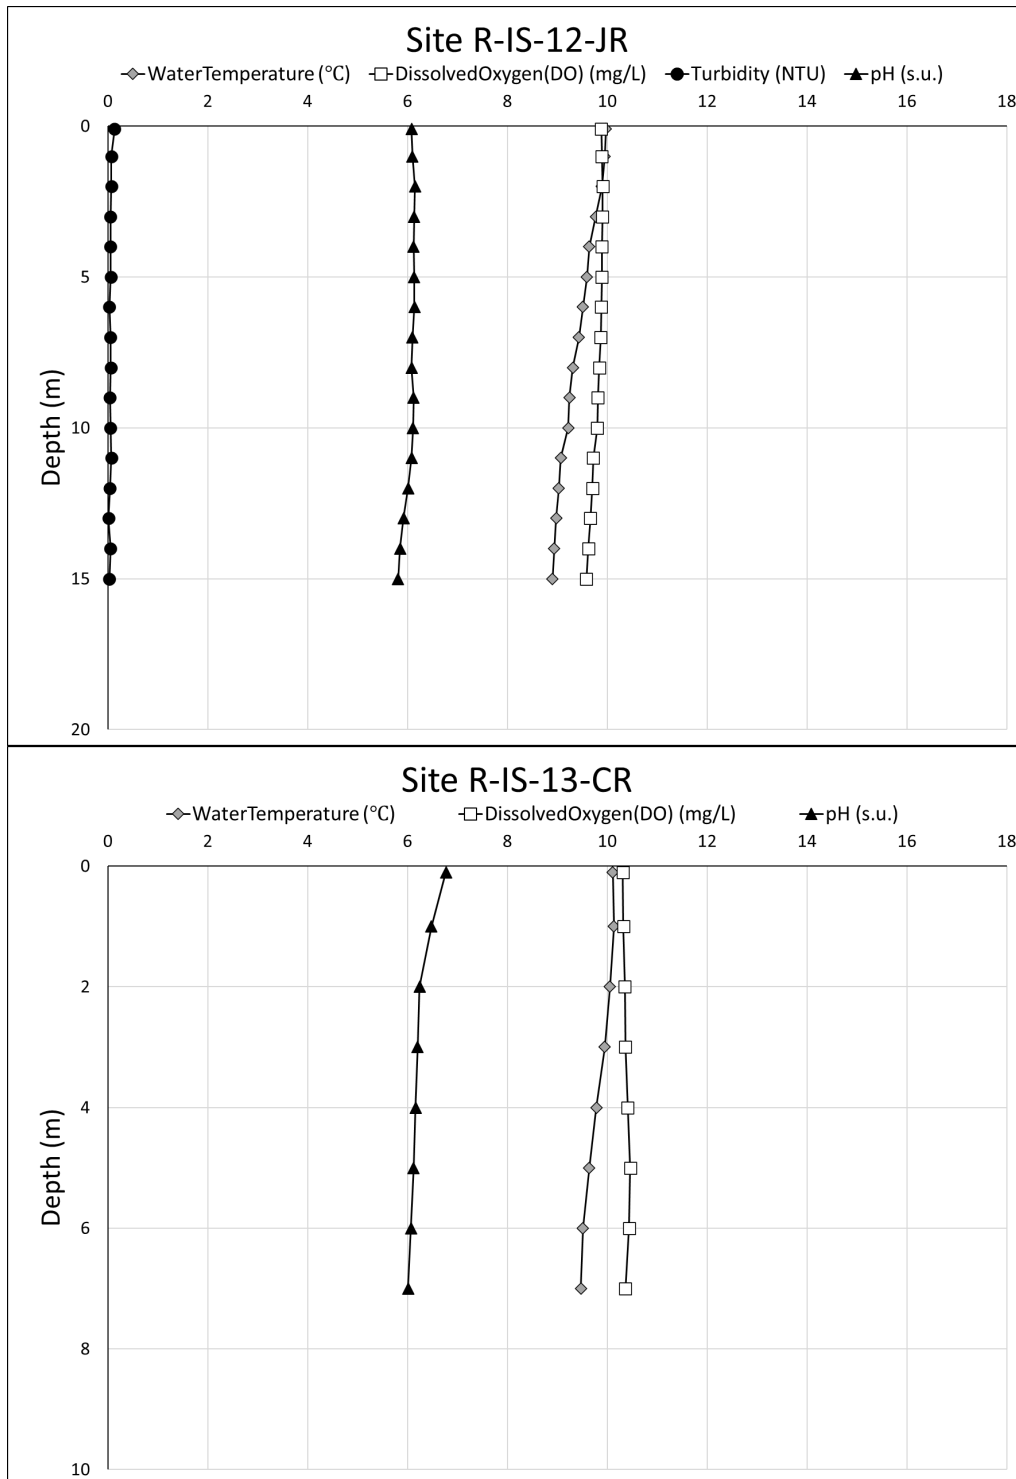 Site R-IS-12-JR
WaterTemperature (°C) DissolvedOxygen(DO) (mg/L) Turbidity (NTU) pH (s.u.)
0 2 4 6 8 10 12 14 16 18
0
5
10
15
20
Depth (m)
Site R-IS-13-CR
WaterTemperature (°C) DissolvedOxygen(DO) (mg/L) pH (s.u.)
0 2 4 6 8 10 12 14 16 18
0
2
4
6
8
10
Depth (m)